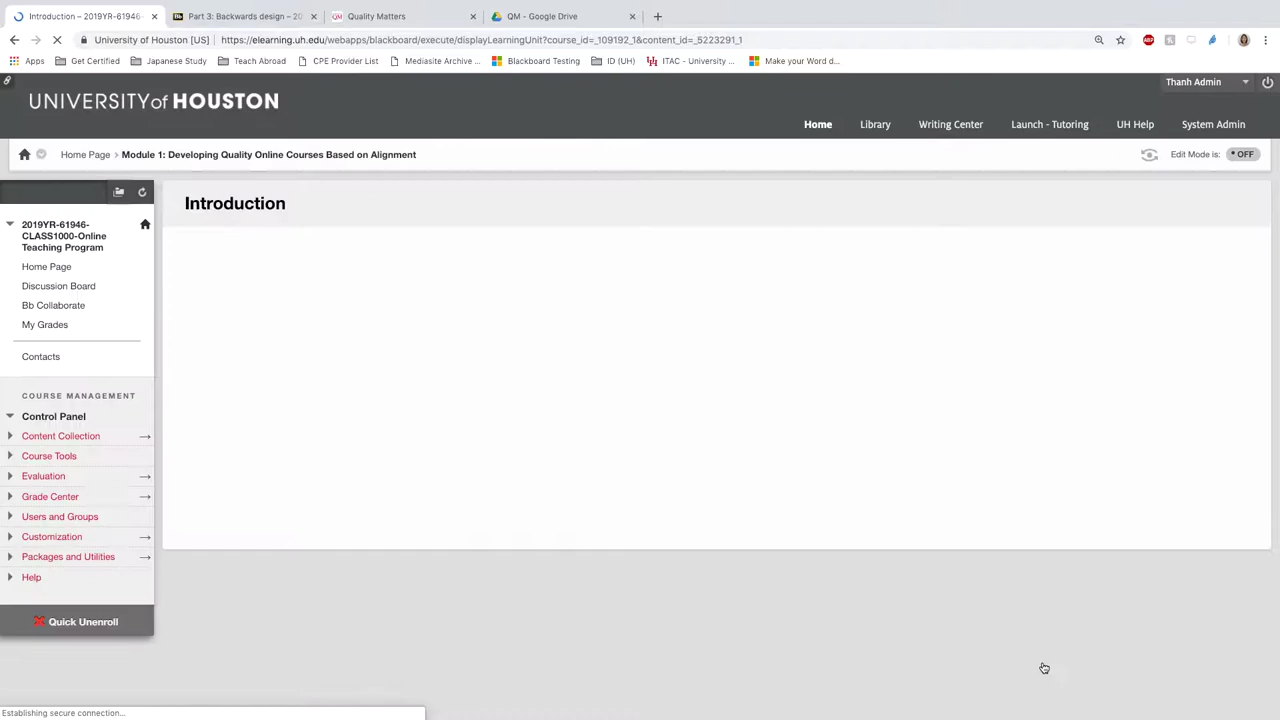 Introduction – 2019YR-61946-
Part 3: Backwards design – 20
Quality Matters
QM - Google Drive
University of Houston [US]
https://elearning.uh.edu/webapps/blackboard/execute/displayLearningUnit?course_id=_109192_1&content_id=_5223291_1
Apps
Get Certified
Japanese Study
Teach Abroad
CPE Provider List
Mediasite Archive ...
Blackboard Testing
ID (UH)
ITAC - University ...
Make your Word d...
Thanh Admin
UNIVERSITY of HOUSTON
Home
Library
Writing Center
Launch - Tutoring
UH Help
System Admin
Home Page > Module 1: Developing Quality Online Courses Based on Alignment
Edit Mode is: • OFF
Introduction
2019YR-61946-
CLASS1000-Online
Teaching Program
Home Page
Discussion Board
Bb Collaborate
My Grades
Contacts
COURSE MANAGEMENT
Control Panel
Content Collection
Course Tools
Evaluation
Grade Center
Users and Groups
Customization
Packages and Utilities
Help
Quick Unenroll
Establishing secure connection...